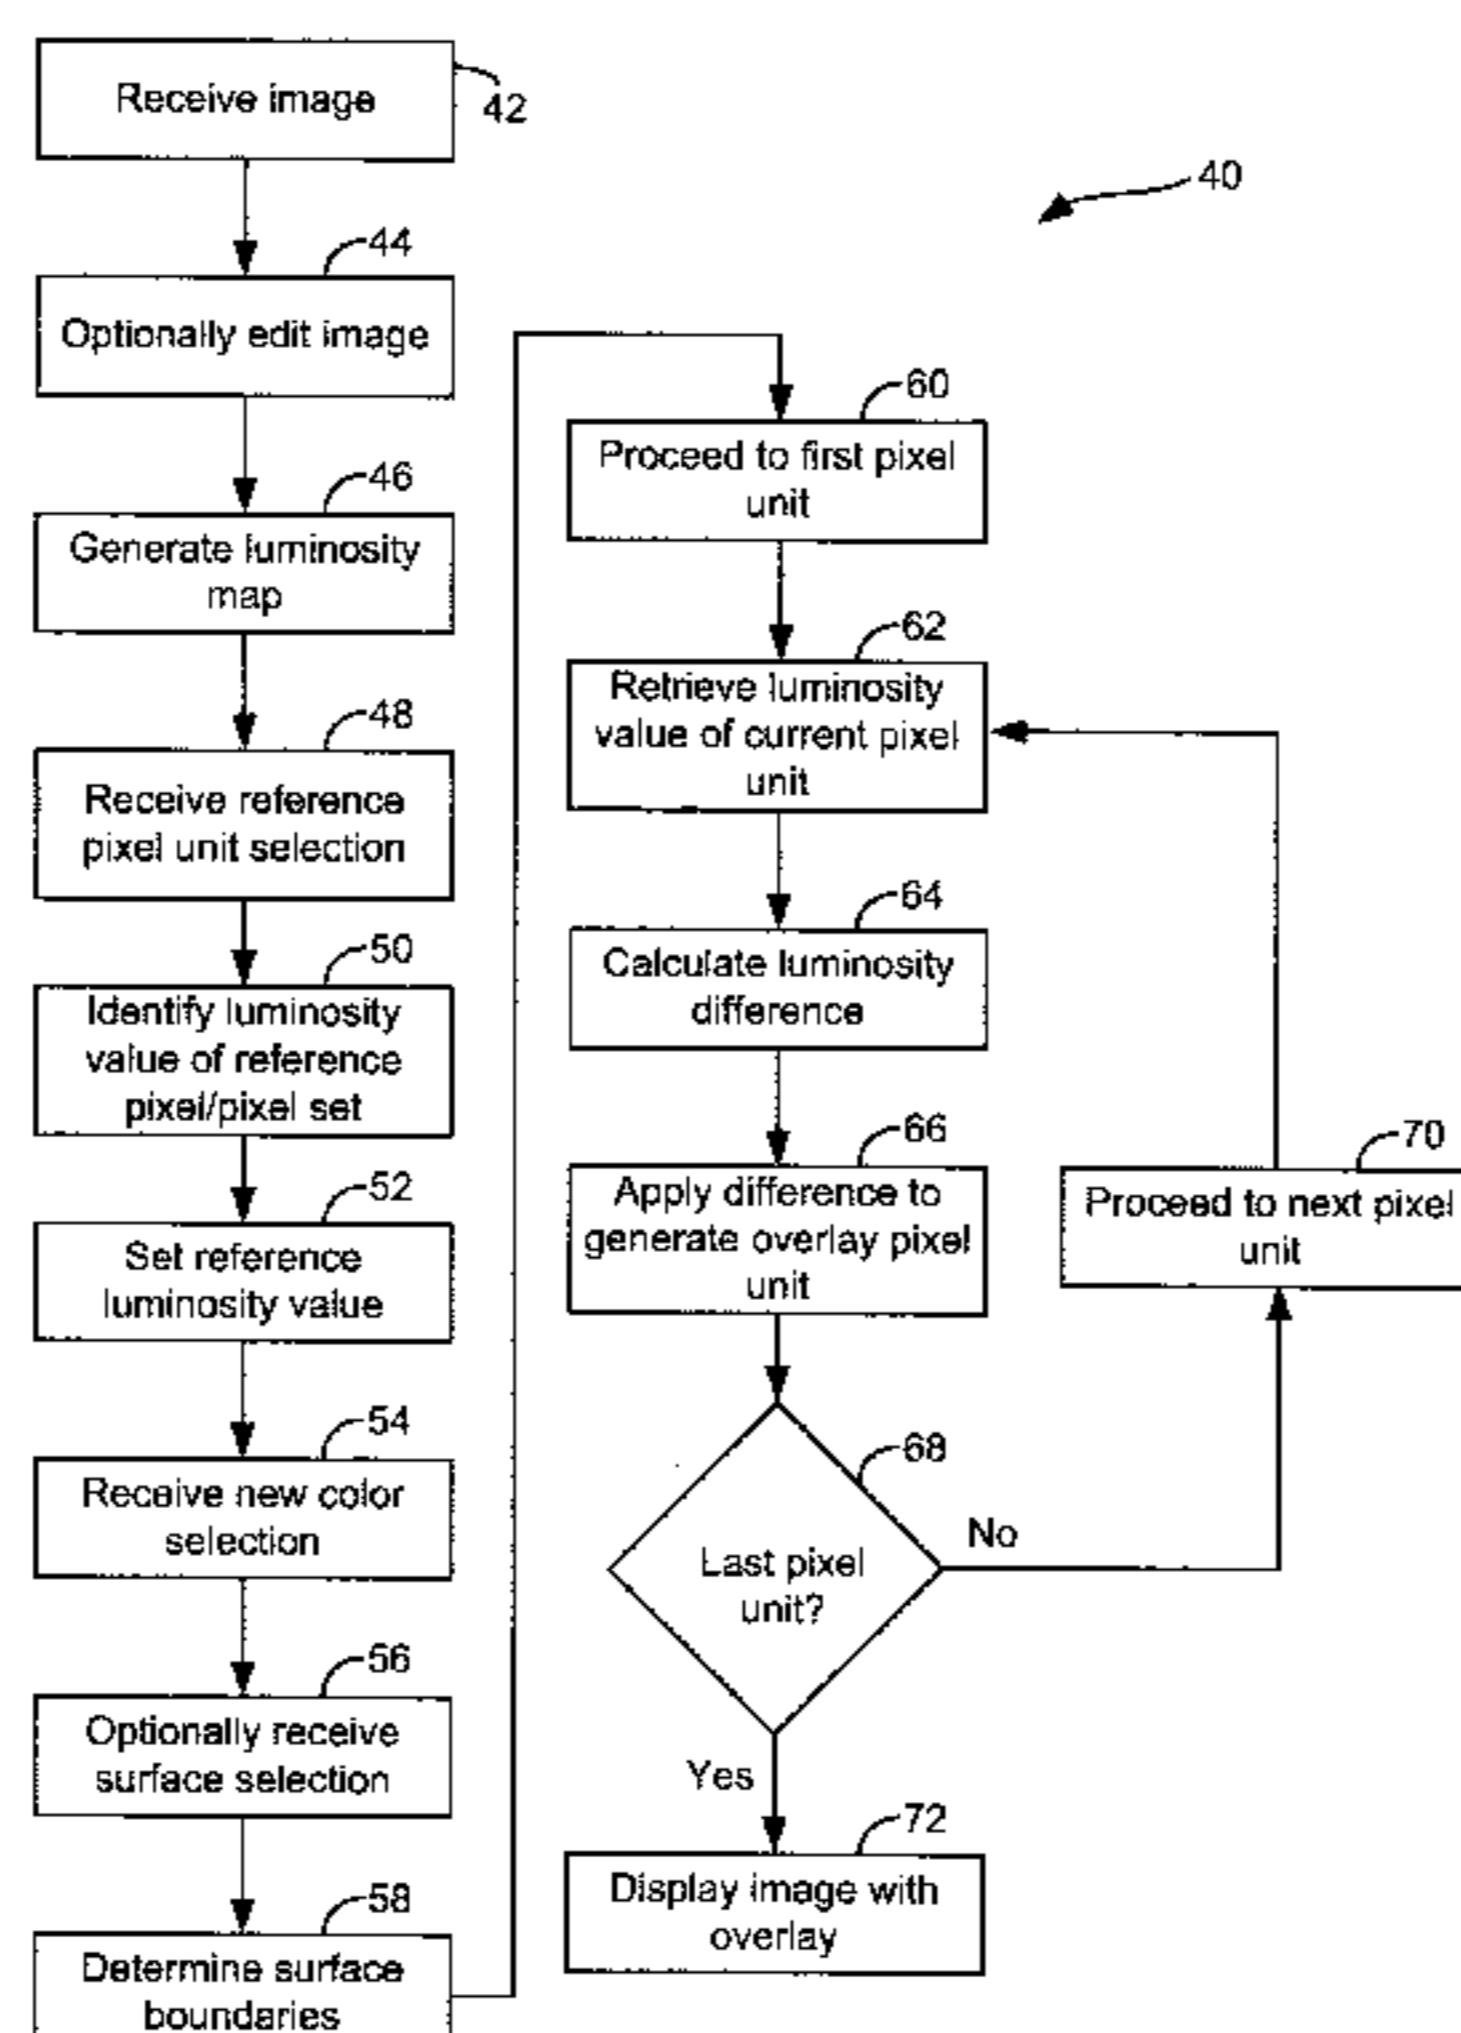 Receive image
42
40
44
Optionally edit image
46
Generate luminosity
map
48
Receive reference
pixel unit selection
50
Identify luminosity
value of reference
pixel/pixel set
52
Set reference
luminosity value
54
Receive new color
selection
56
Optionally receive
surface selection
58
Determine surface
boundaries
60
Proceed to first pixel
unit
62
Retrieve luminosity
value of current pixel
unit
64
Calculate luminosity
difference
66
Apply difference to
generate overlay pixel
unit
68
Last pixel
unit?
No
70
Proceed to next pixel
unit
Yes
72
Display image with
overlay